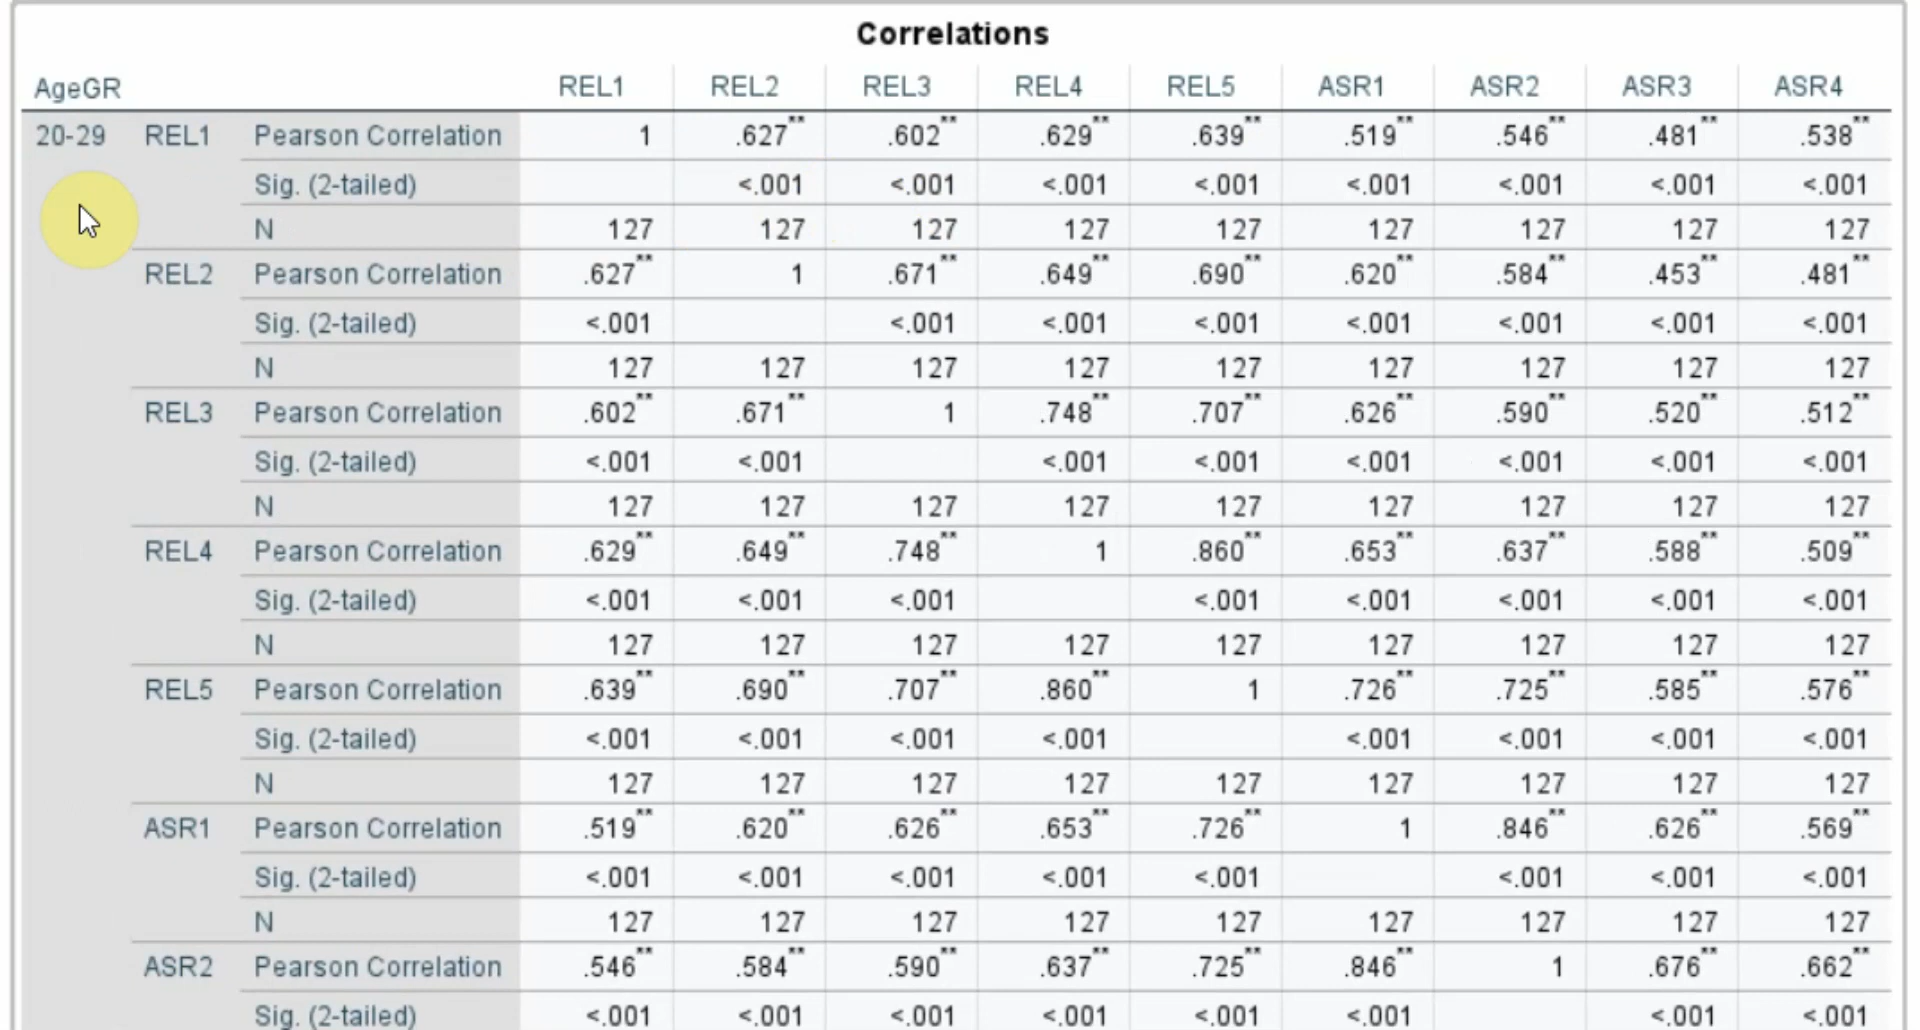 Correlations
AgeGR REL1 REL2 REL3 REL4 REL5 ASR1 ASR2 ASR3 ASR4
20-29 REL1 Pearson Correlation 1 .627** .602** .629** .639** .519** .546** .481** .538**
Sig. (2-tailed) <.001 <.001 <.001 <.001 <.001 <.001 <.001 <.001
N 127 127 127 127 127 127 127 127 127
REL2 Pearson Correlation .627** 1 .671** .649** .690** .620** .584** .453** .481**
Sig. (2-tailed) <.001 <.001 <.001 <.001 <.001 <.001 <.001 <.001
N 127 127 127 127 127 127 127 127 127
REL3 Pearson Correlation .602** .671** 1 .748** .707** .626** .590** .520** .512**
Sig. (2-tailed) <.001 <.001 <.001 <.001 <.001 <.001 <.001 <.001
N 127 127 127 127 127 127 127 127 127
REL4 Pearson Correlation .629** .649** .748** 1 .860** .653** .637** .588** .509**
Sig. (2-tailed) <.001 <.001 <.001 <.001 <.001 <.001 <.001 <.001
N 127 127 127 127 127 127 127 127 127
REL5 Pearson Correlation .639** .690** .707** .860** 1 .726** .725** .585** .576**
Sig. (2-tailed) <.001 <.001 <.001 <.001 <.001 <.001 <.001 <.001
N 127 127 127 127 127 127 127 127 127
ASR1 Pearson Correlation .519** .620** .626** .653** .726** 1 .846** .626** .569**
Sig. (2-tailed) <.001 <.001 <.001 <.001 <.001 <.001 <.001 <.001
N 127 127 127 127 127 127 127 127 127
ASR2 Pearson Correlation .546** .584** .590** .637** .725** .846** 1 .676** .662**
Sig. (2-tailed) <.001 <.001 <.001 <.001 <.001 <.001 <.001 <.001